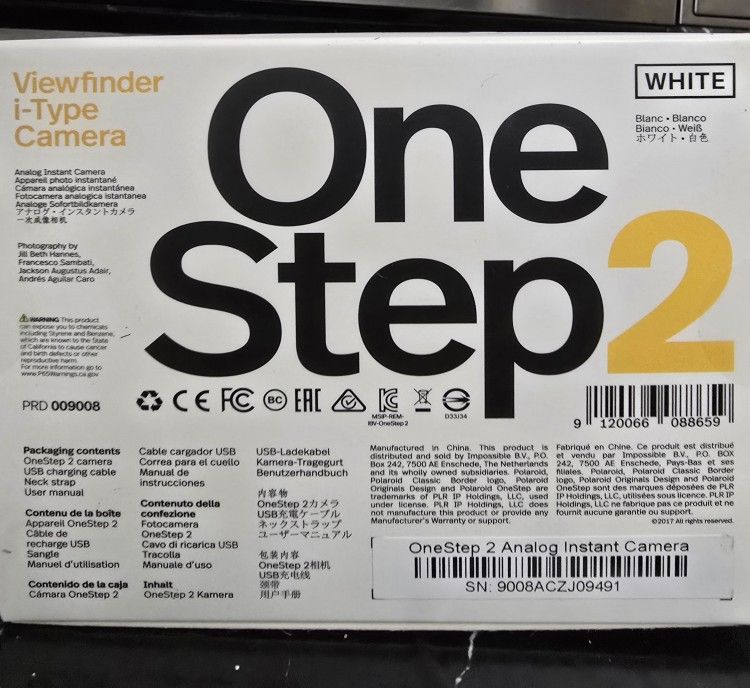 Viewfinder
i-Type
Camera
One
Step2
WHITE
Blanc • Blanco
Bianco • Weiß
ホワイト • 白色
Analog Instant Camera
Appareil photo instantané
Cámara analógica instantánea
Fotocamera analogica istantanea
Analoge Sofortbildkamera
アナログ・インスタントカメラ
一次成像相机
Photography by
Jill Beth Hannes,
Francesco Sambati,
Jackson Augustus Adair,
Andrés Aguilar Caro
WARNING This product
can expose you to chemicals
including Styrene and Benzene,
which are known to the State
of California to cause cancer
and birth defects or other
reproductive harm.
For more information go to
www.P65Warnings.ca.gov
PRD 009008
CE FC BC EAC
MSIP-REM-
I9V-OneStep2
D33J34
9 120066 088659
Packaging contents
OneStep 2 camera
USB charging cable
Neck strap
User manual
Contenu de la boîte
Appareil OneStep 2
Câble de
recharge USB
Sangle
Manuel d'utilisation
Contenido de la caja
Cámara OneStep 2
Cable cargador USB
Correa para el cuello
Manual de
instrucciones
Contenuto della
confezione
Fotocamera
OneStep 2
Cavo di ricarica USB
Tracolla
Manuale d'uso
Inhalt
OneStep 2 Kamera
USB-Ladekabel
Kamera-Tragegurt
Benutzerhandbuch
内容物
OneStep 2カメラ
USB充電ケーブル
ネックストラップ
ユーザーマニュアル
包装内容
OneStep 2相机
USB充电线
颈带
用户手册
Manufactured in China. This product is
distributed and sold by Impossible B.V., P.O.
Box 242, 7500 AE Enschede, The Netherlands
and its wholly owned subsidiaries. Polaroid,
Polaroid Classic Border logo, Polaroid
Originals Design and Polaroid OneStep are
trademarks of PLR IP Holdings, LLC, used
under license. PLR IP Holdings, LLC does
not manufacture this product or provide any
Manufacturer's Warranty or support.
Fabriqué en Chine. Ce produit est distribué
et vendu par Impossible B.V., P.O. BOX
242, 7500 AE Enschede, Pays-Bas et ses
filiales. Polaroid, Polaroid Classic Border
logo, Polaroid Originals Design et Polaroid
OneStep sont des marques déposées de PLR
IP Holdings, LLC, utilisées sous licence. PLR IP
Holdings, LLC ne fabrique pas ce produit et ne
fournit aucune garantie ou support.
©2017 All rights reserved.
OneStep 2 Analog Instant Camera
SN: 9008ACZJ09491